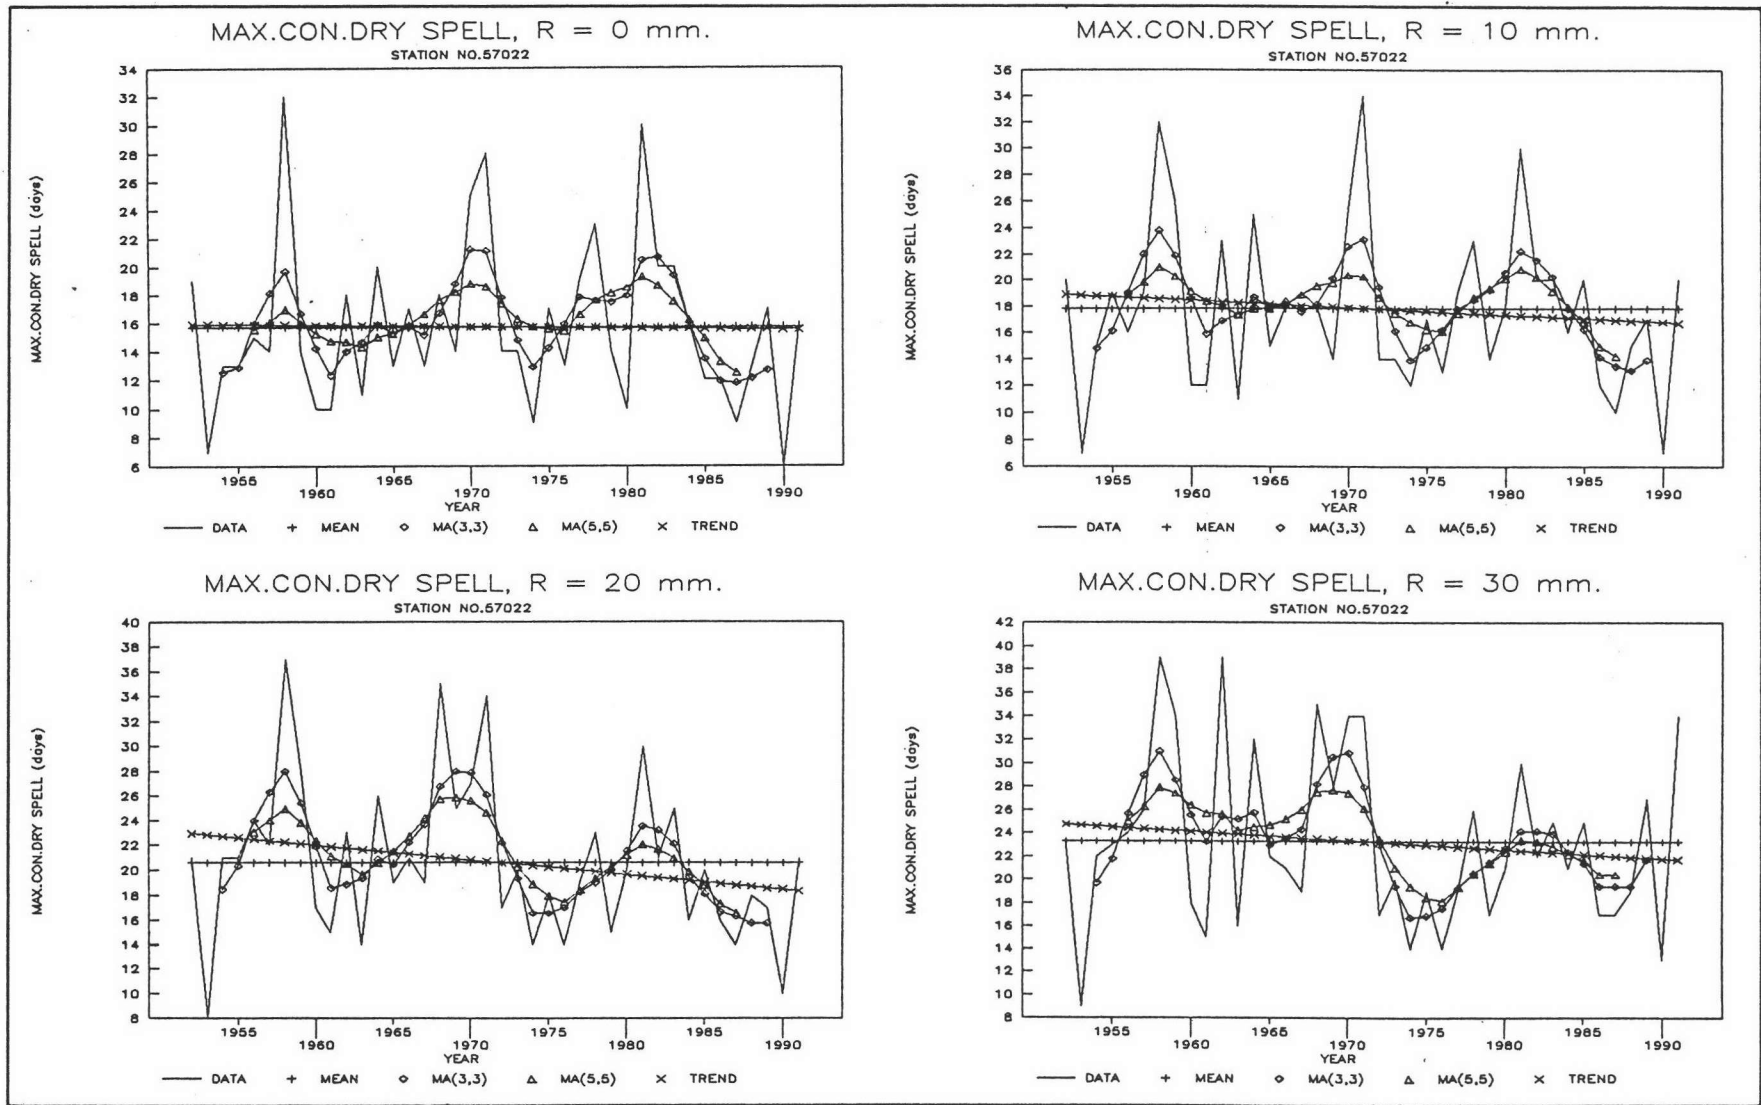 MAX.CON.DRY SPELL, R = 0 mm.
STATION NO.57022
MAX.CON.DRY SPELL (days)
34
32
30
28
26
24
22
20
18
16
14
12
10
8
6
1955 1960 1965 1970 1975 1980 1985 1990
YEAR
DATA MEAN MA(3,3) MA(5,5) TREND
MAX.CON.DRY SPELL, R = 10 mm.
STATION NO.57022
MAX.CON.DRY SPELL (days)
36
34
32
30
28
26
24
22
20
18
16
14
12
10
8
6
1955 1960 1965 1970 1975 1980 1985 1990
YEAR
DATA MEAN MA(3,3) MA(5,5) TREND
MAX.CON.DRY SPELL, R = 20 mm.
STATION NO.57022
MAX.CON.DRY SPELL (days)
40
38
36
34
32
30
28
26
24
22
20
18
16
14
12
10
8
1955 1960 1965 1970 1975 1980 1985 1990
YEAR
DATA MEAN MA(3,3) MA(5,5) TREND
MAX.CON.DRY SPELL, R = 30 mm.
STATION NO.57022
MAX.CON.DRY SPELL (days)
42
40
38
36
34
32
30
28
26
24
22
20
18
16
14
12
10
8
1955 1960 1965 1970 1975 1980 1985 1990
YEAR
DATA MEAN MA(3,3) MA(5,5) TREND